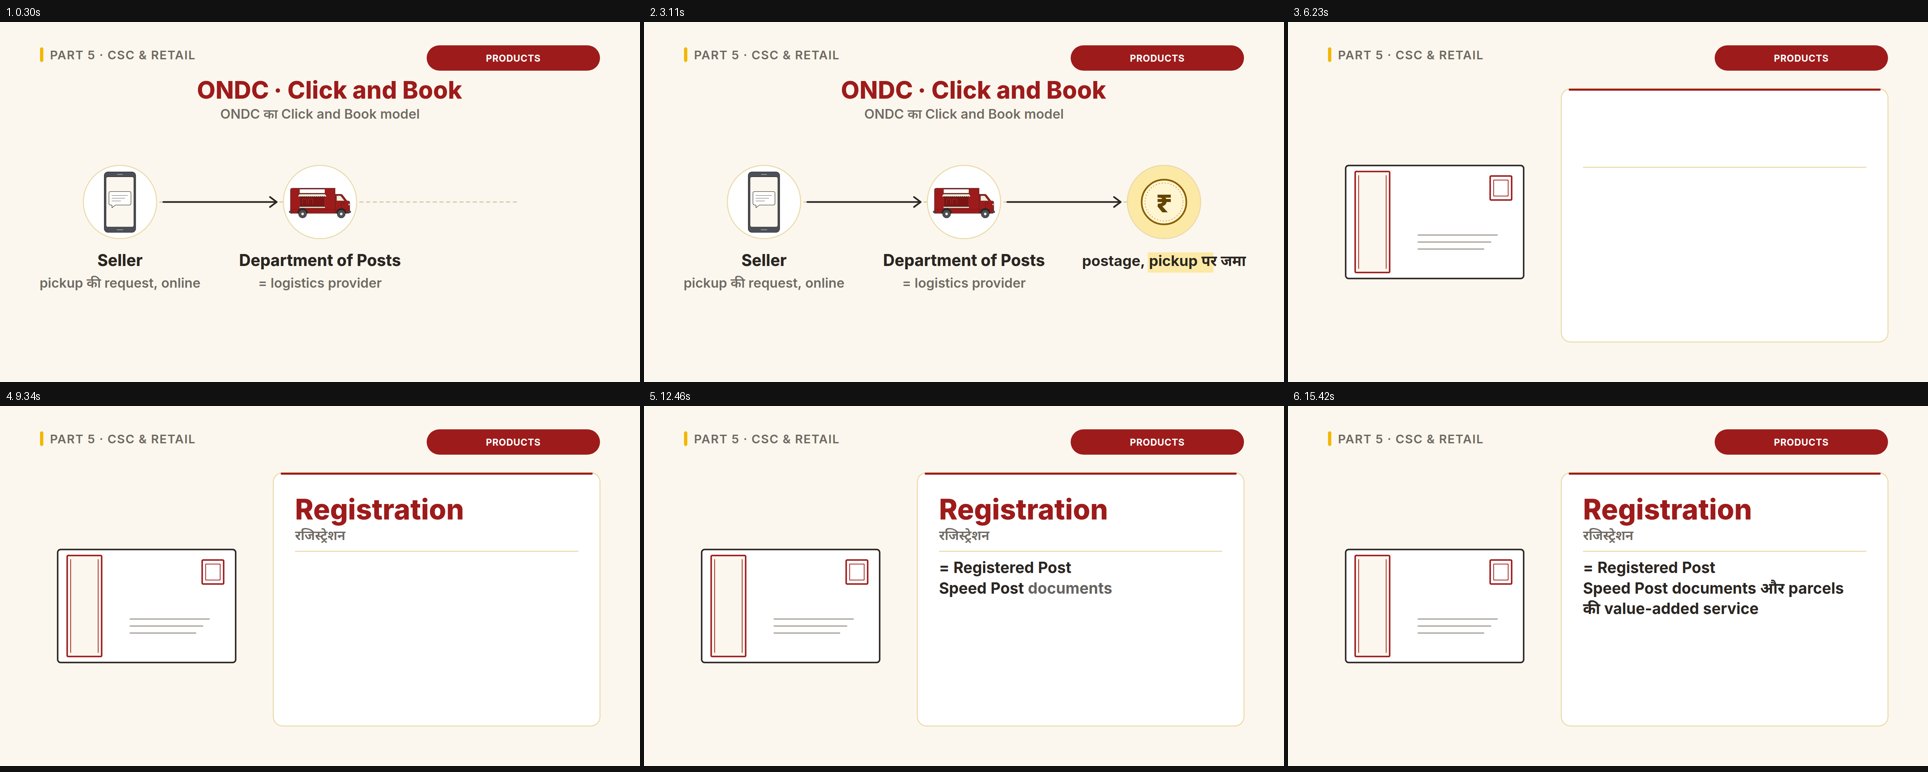 1. 0.30s
PART 5 · CSC & RETAIL
PRODUCTS
ONDC · Click and Book
ONDC का Click and Book model
Seller
pickup की request, online
Department of Posts
= logistics provider
2. 3.11s
PART 5 · CSC & RETAIL
PRODUCTS
ONDC · Click and Book
ONDC का Click and Book model
₹
Seller
pickup की request, online
Department of Posts
= logistics provider
postage, pickup पर जमा
3. 6.23s
PART 5 · CSC & RETAIL
PRODUCTS
4. 9.34s
PART 5 · CSC & RETAIL
PRODUCTS
Registration
रजिस्ट्रेशन
5. 12.46s
PART 5 · CSC & RETAIL
PRODUCTS
Registration
रजिस्ट्रेशन
= Registered Post
Speed Post documents
6. 15.42s
PART 5 · CSC & RETAIL
PRODUCTS
Registration
रजिस्ट्रेशन
= Registered Post
Speed Post documents और parcels
की value-added service